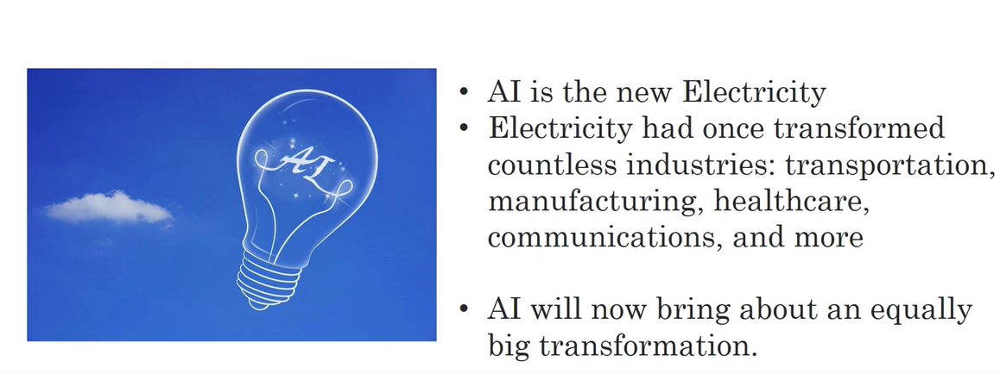 AI
• AI is the new Electricity
• Electricity had once transformed
countless industries: transportation,
manufacturing, healthcare,
communications, and more
• AI will now bring about an equally
big transformation.